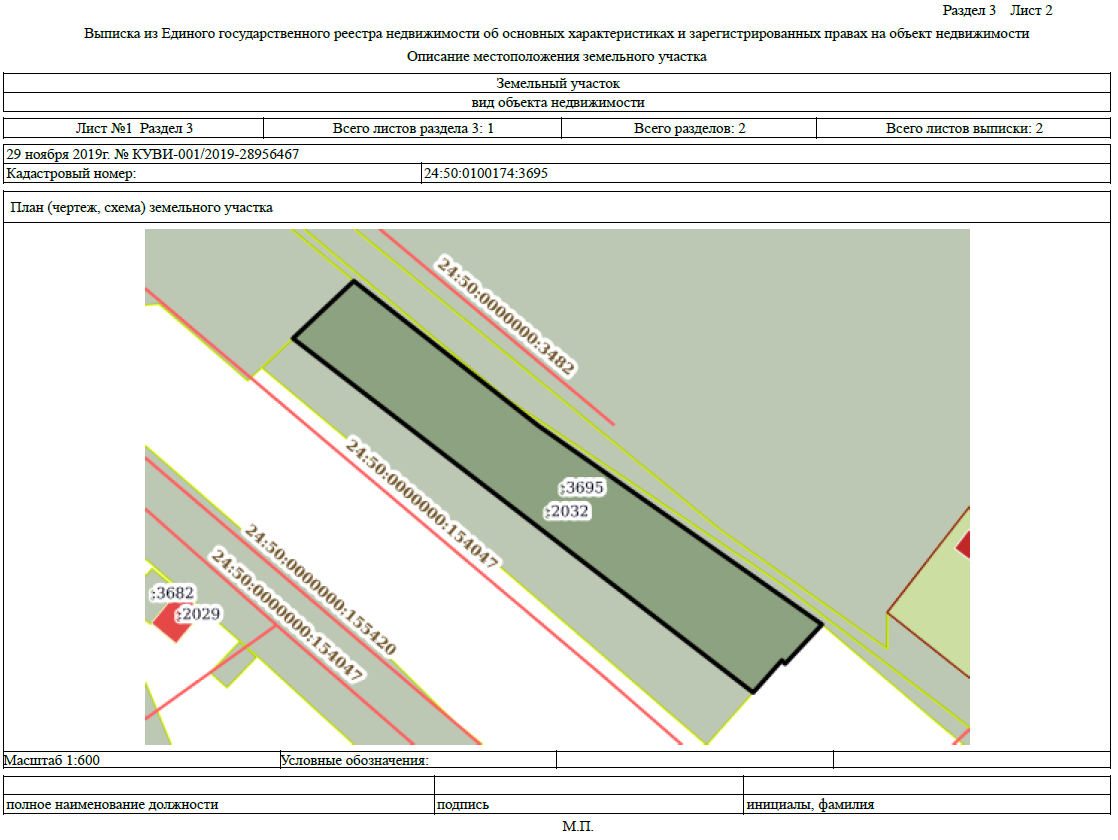 Раздел 3 Лист 2
Выписка из Единого государственного реестра недвижимости об основных характеристиках и зарегистрированных правах на объект недвижимости
Описание местоположения земельного участка
Земельный участок
вид объекта недвижимости
Лист №1 Раздел 3 Всего листов раздела 3: 1 Всего разделов: 2 Всего листов выписки: 2
29 ноября 2019г. № КУВИ-001/2019-28956467
Кадастровый номер: 24:50:0100174:3695
План (чертеж, схема) земельного участка
24:50:0000000:3482
24:50:0000000:154047
:3695
:2032
24:50:0000000:155420
24:50:0000000:154047
:3682
:2029
Масштаб 1:600 Условные обозначения:
полное наименование должности подпись инициалы, фамилия
М.П.